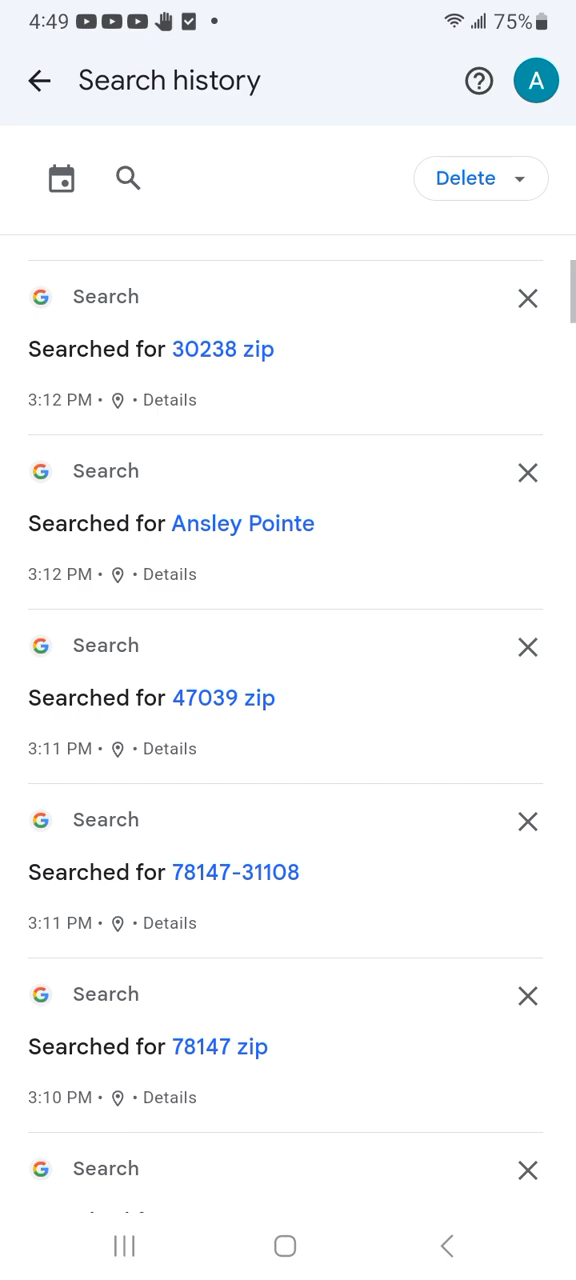 4:49 75%
Search history
A
Delete
Search
Searched for 30238 zip
3:12 PM • • Details
Search
Searched for Ansley Pointe
3:12 PM • • Details
Search
Searched for 47039 zip
3:11 PM • • Details
Search
Searched for 78147-31108
3:11 PM • • Details
Search
Searched for 78147 zip
3:10 PM • • Details
Search